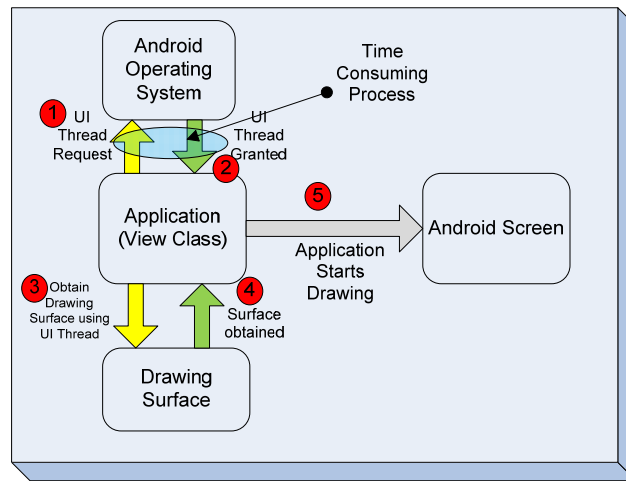 Android
Operating
System
Time
Consuming
Process
1
UI
Thread
Request
UI
Thread
Granted
2
Application
(View Class)
5
Application
Starts
Drawing
Android Screen
3
Obtain
Drawing
Surface using
UI Thread
4
Surface
obtained
Drawing
Surface